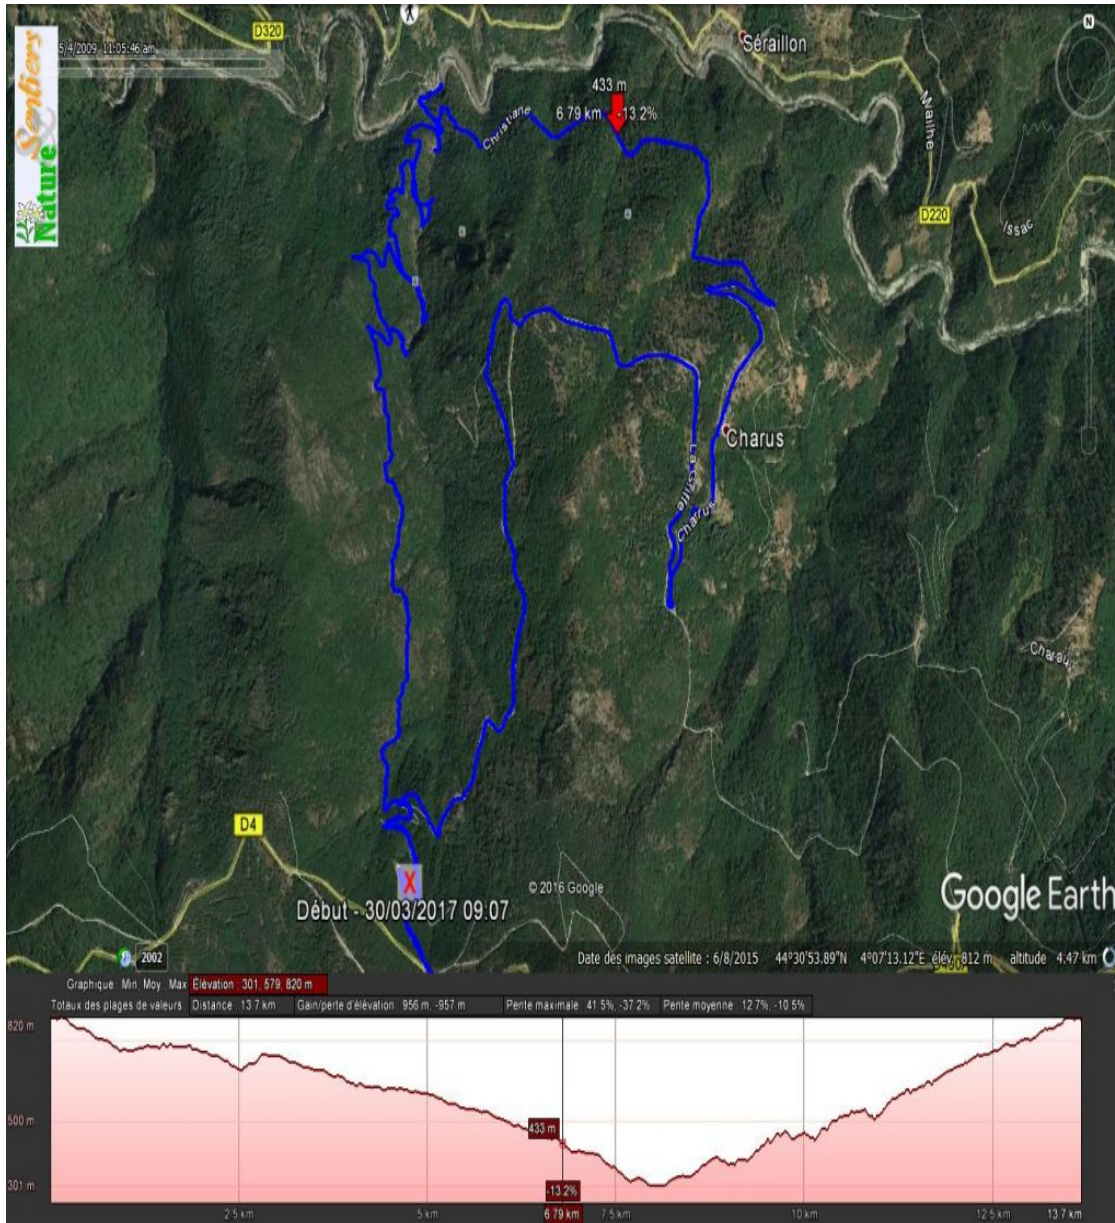 Sentiers
Nature
5/4/2009 11:05:46 am
D320
N
Séraillon
433 m
6.79 km -13.2%
Christiane
D220
Issac
Charus
Charrus
D4
Début - 30/03/2017 09:07
© 2016 Google
Google Earth
2002
Date des images satellite : 6/8/2015 44°30'53.89"N 4°07'13.12"E élév. 812 m altitude 4.47 km
Graphique : Min, Moy, Max Élévation : 301, 579, 820 m
Totaux des plages de valeurs : Distance : 13.7 km Gain/perte d'élévation : 956 m, -957 m Pente maximale : 41.5%, -37.2% Pente moyenne : 12.7%, -10.5%
820 m
500 m
433 m
301 m
-13.2%
2.5 km 5 km 6.79 km 7.5 km 10 km 12.5 km 13.7 km